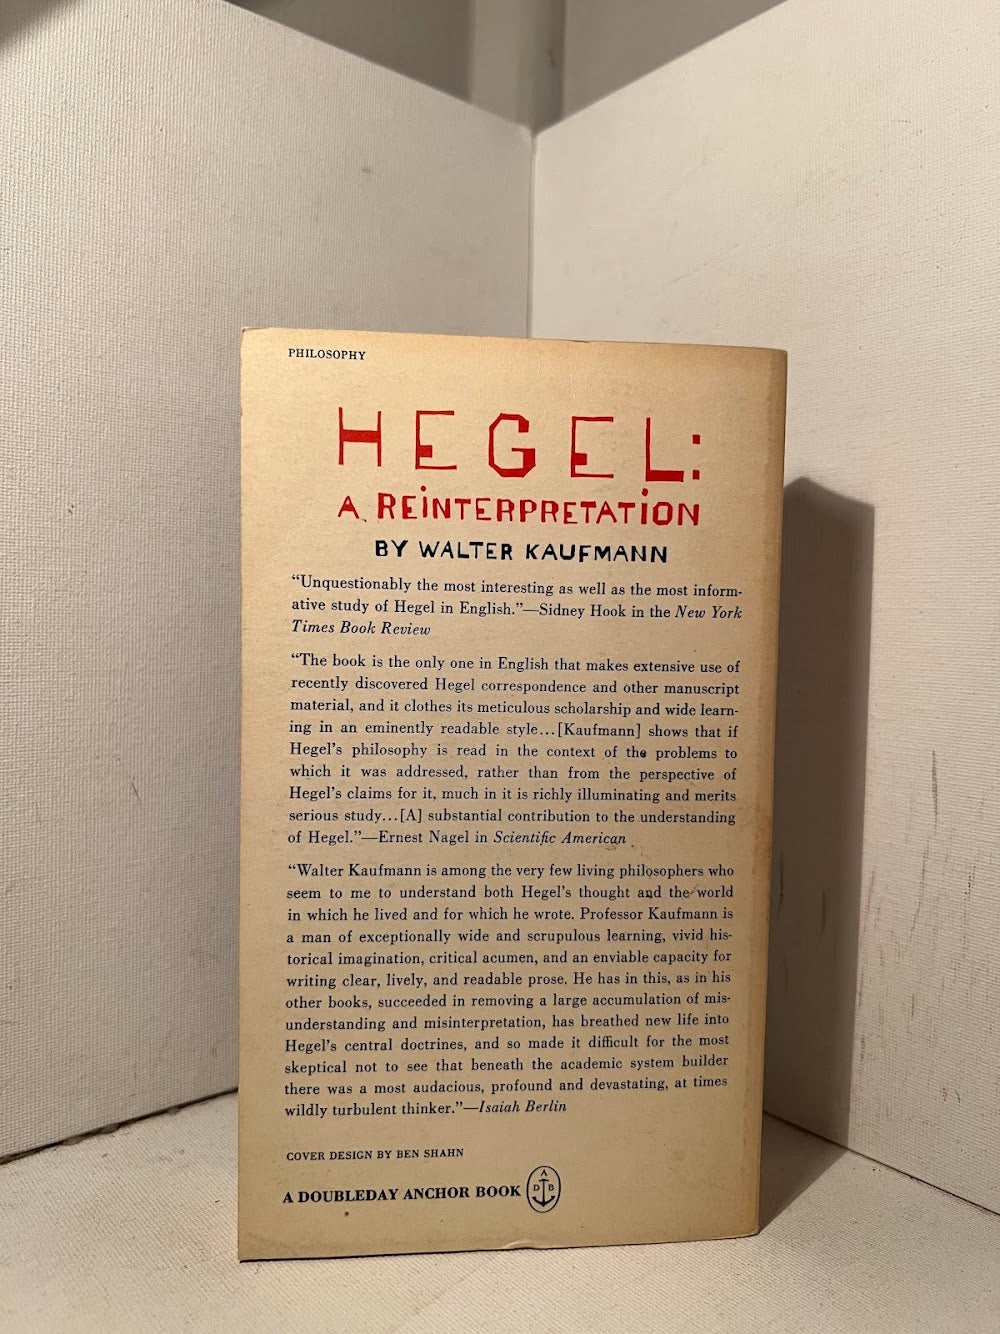 PHILOSOPHY
HEGEL:
A REiNTERPRETATiON
BY WALTER KAUFMANN
“Unquestionably the most interesting as well as the most inform-
ative study of Hegel in English.”—Sidney Hook in the New York
Times Book Review
“The book is the only one in English that makes extensive use of
recently discovered Hegel correspondence and other manuscript
material, and it clothes its meticulous scholarship and wide learn-
ing in an eminently readable style...[Kaufmann] shows that if
Hegel’s philosophy is read in the context of the problems to
which it was addressed, rather than from the perspective of
Hegel’s claims for it, much in it is richly illuminating and merits
serious study...[A] substantial contribution to the understanding
of Hegel.”—Ernest Nagel in Scientific American
“Walter Kaufmann is among the very few living philosophers who
seem to me to understand both Hegel’s thought and the world
in which he lived and for which he wrote. Professor Kaufmann is
a man of exceptionally wide and scrupulous learning, vivid his-
torical imagination, critical acumen, and an enviable capacity for
writing clear, lively, and readable prose. He has in this, as in his
other books, succeeded in removing a large accumulation of mis-
understanding and misinterpretation, has breathed new life into
Hegel’s central doctrines, and so made it difficult for the most
skeptical not to see that beneath the academic system builder
there was a most audacious, profound and devastating, at times
wildly turbulent thinker.”—Isaiah Berlin
COVER DESIGN BY BEN SHAHN
A DOUBLEDAY ANCHOR BOOK
A
D B